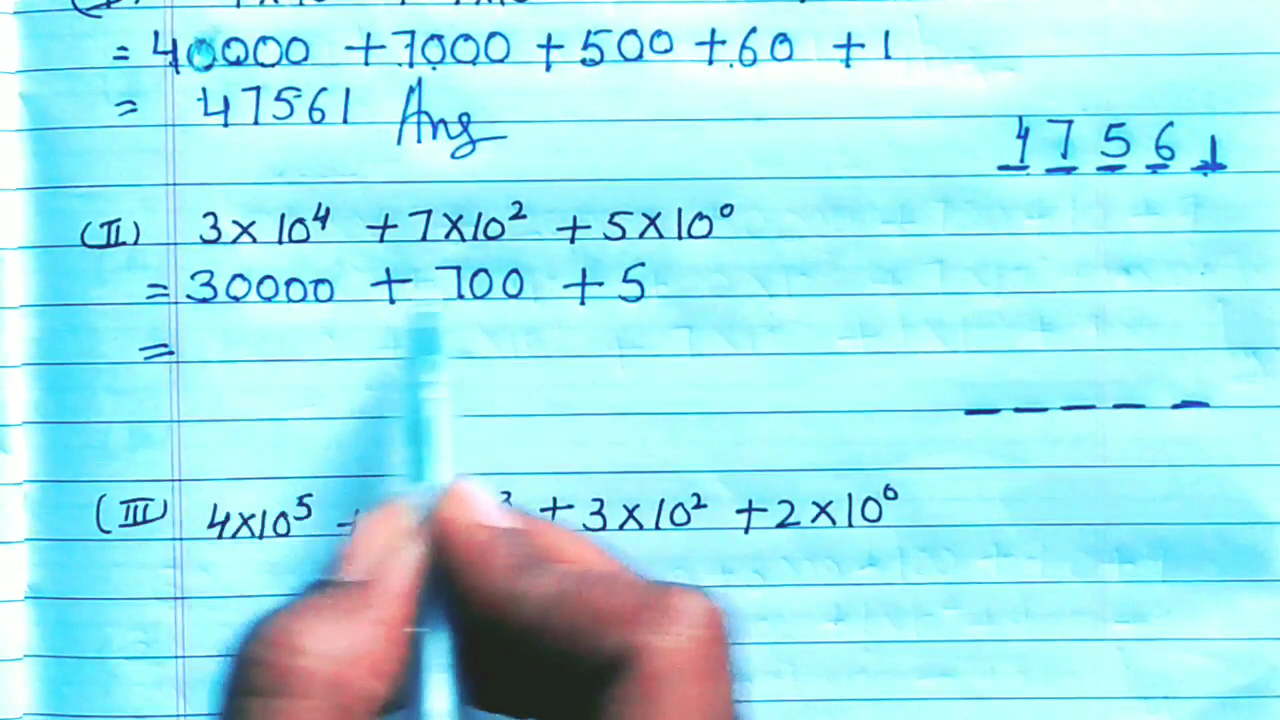 = 40000 + 7000 + 500 + 60 + 1
= 47561 Ans
4 7 5 6 1
(II) 3 × 10⁴ + 7 × 10² + 5 × 10⁰
= 30000 + 700 + 5
=
(III) 4 × 10⁵ + 3 × 10² + 2 × 10⁰